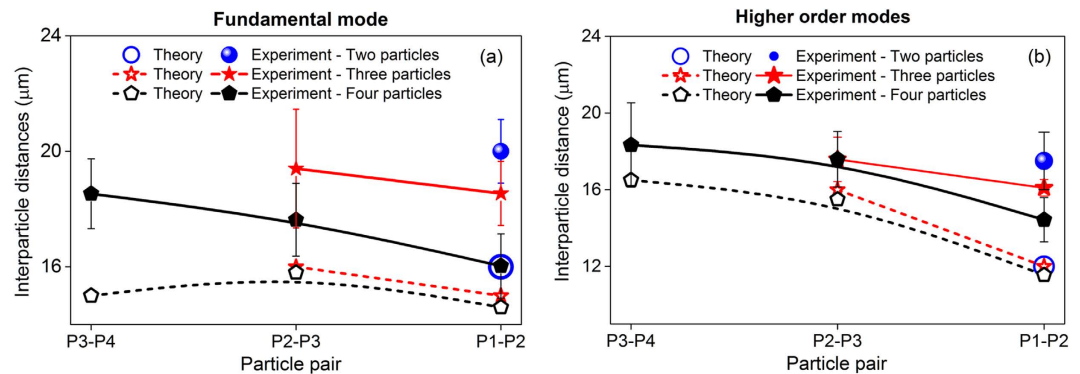 Fundamental mode
(a)
Theory Experiment - Two particles
Theory Experiment - Three particles
Theory Experiment - Four particles
Interparticle distances (μm)
24
20
16
P3-P4 P2-P3 P1-P2
Particle pair
Higher order modes
(b)
Theory Experiment - Two particles
Theory Experiment - Three particles
Theory Experiment - Four particles
Interparticle distance (μm)
24
20
16
12
P3-P4 P2-P3 P1-P2
Particle pair